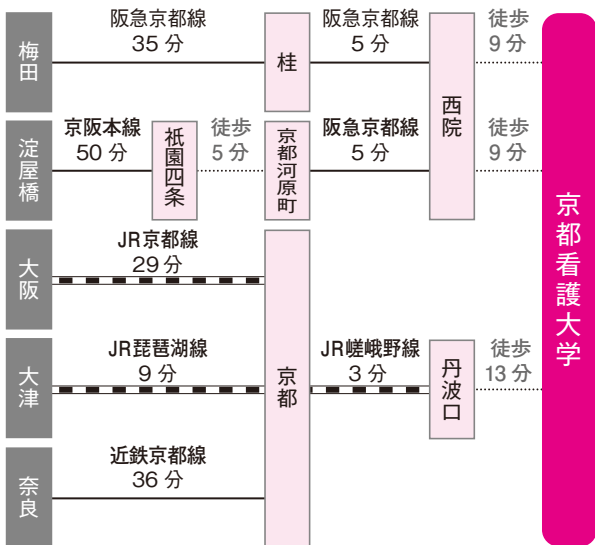 梅田
阪急京都線
35分
桂
阪急京都線
5分
西院
徒歩
9分
淀屋橋
京阪本線
50分
祇園四条
徒歩
5分
京都河原町
阪急京都線
5分
徒歩
9分
京都看護大学
大阪
JR京都線
29分
京都
大津
JR琵琶湖線
9分
JR嵯峨野線
3分
丹波口
徒歩
13分
奈良
近鉄京都線
36分